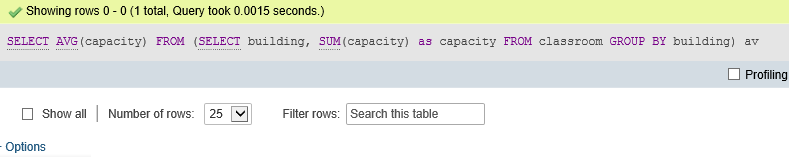 Showing rows 0 - 0 (1 total, Query took 0.0015 seconds.)
SELECT AVG(capacity) FROM (SELECT building, SUM(capacity) as capacity FROM classroom GROUP BY building) av
Profiling
Show all Number of rows: 25 Filter rows: Search this table
Options